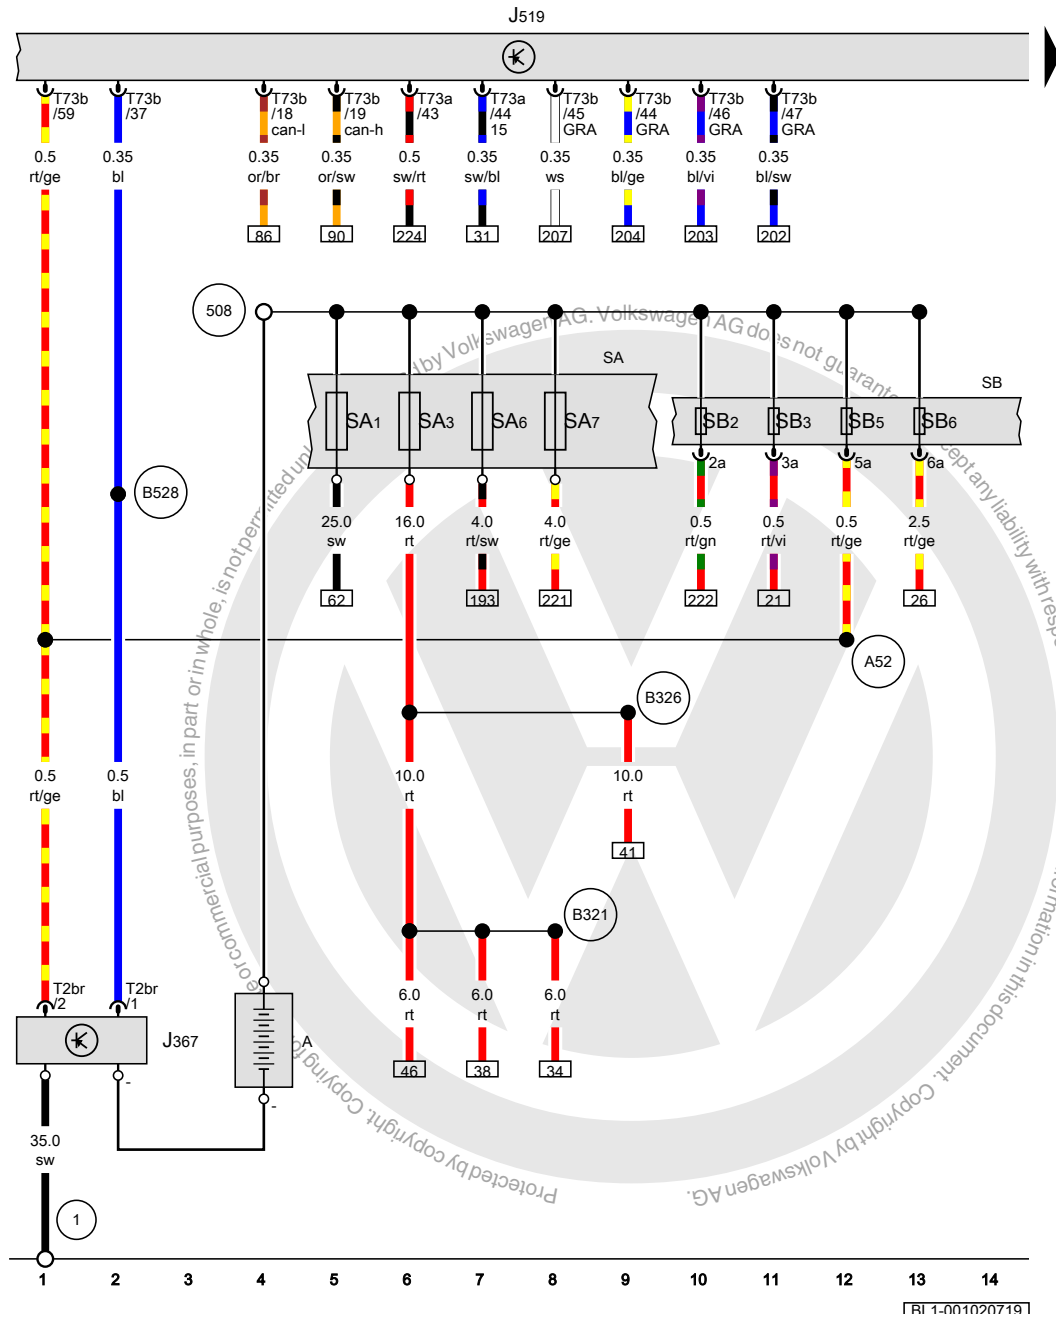 J519
T73b /59
T73b /37
T73b /18 can-l
T73b /19 can-h
T73a /43
T73a /44 15
T73b /45 GRA
T73b /44 GRA
T73b /46 GRA
T73b /47 GRA
0.5 rt/ge
0.35 bl
0.35 or/br
0.35 or/sw
0.5 sw/rt
0.35 sw/bl
0.35 ws
0.35 bl/ge
0.35 bl/vi
0.35 bl/sw
86
90
224
31
207
204
203
202
508
SA
SB
SA1
SA3
SA6
SA7
SB2
SB3
SB5
SB6
2a
3a
5a
6a
B528
25.0 sw
16.0 rt
4.0 rt/sw
4.0 rt/ge
0.5 rt/gn
0.5 rt/vi
0.5 rt/ge
2.5 rt/ge
62
193
221
222
21
26
A52
B326
0.5 rt/ge
0.5 bl
10.0 rt
10.0 rt
41
B321
T2br /2
T2br /1
6.0 rt
6.0 rt
6.0 rt
J367
A
46
38
34
-
-
35.0 sw
1
1 2 3 4 5 6 7 8 9 10 11 12 13 14
BL1-001020719
by Volkswagen AG. Volkswagen AG does not guarantee
cept any liability with resp
ormation in this document. Copyright by Volkswagen AG.
Protected by copyright. Copying for
e or commercial purposes, in part or in whole, is not permitted un